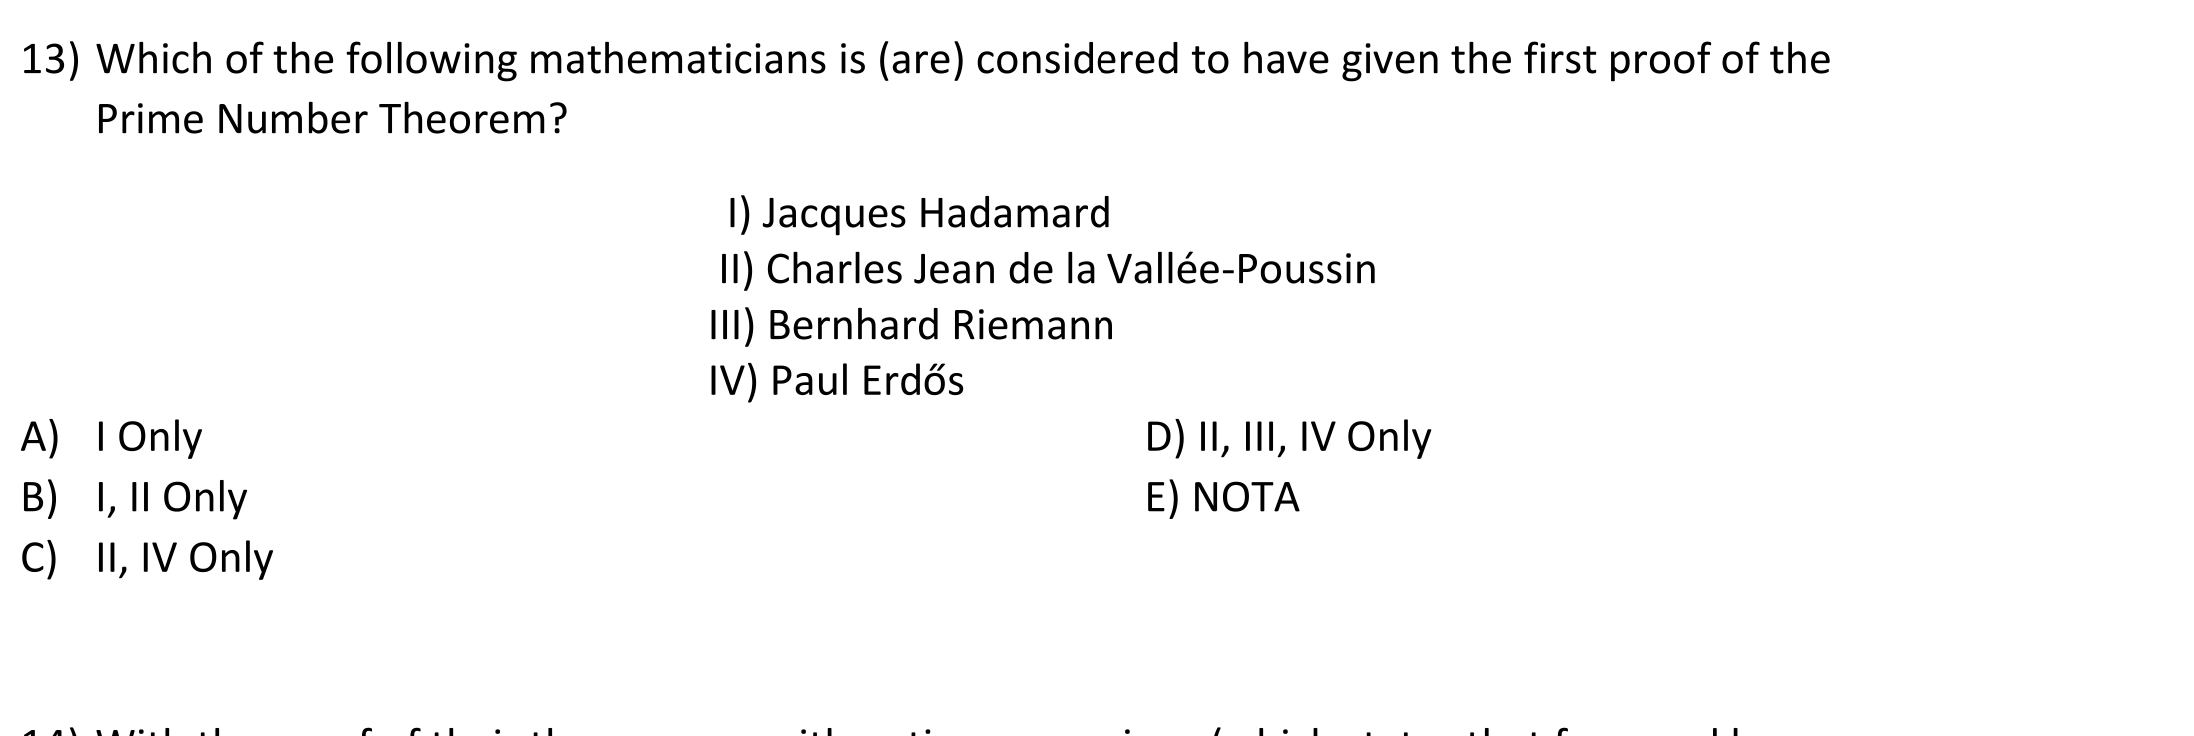 13) Which of the following mathematicians is (are) considered to have given the first proof of the
Prime Number Theorem?
I) Jacques Hadamard
II) Charles Jean de la Vallée-Poussin
III) Bernhard Riemann
IV) Paul Erdős
A) I Only
B) I, II Only
C) II, IV Only
D) II, III, IV Only
E) NOTA